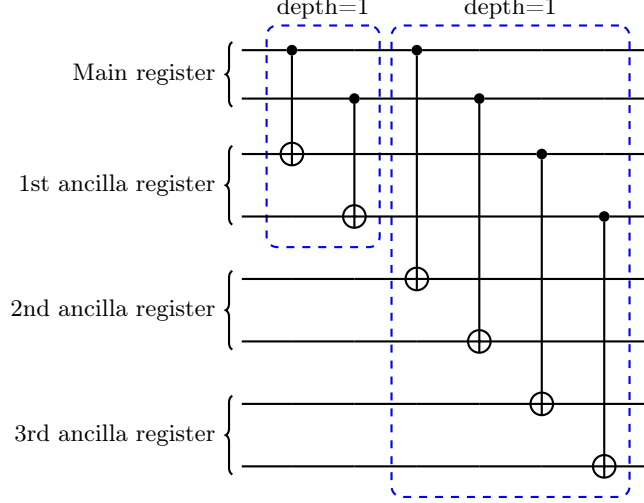 depth=1
depth=1
Main register
1st ancilla register
2nd ancilla register
3rd ancilla register